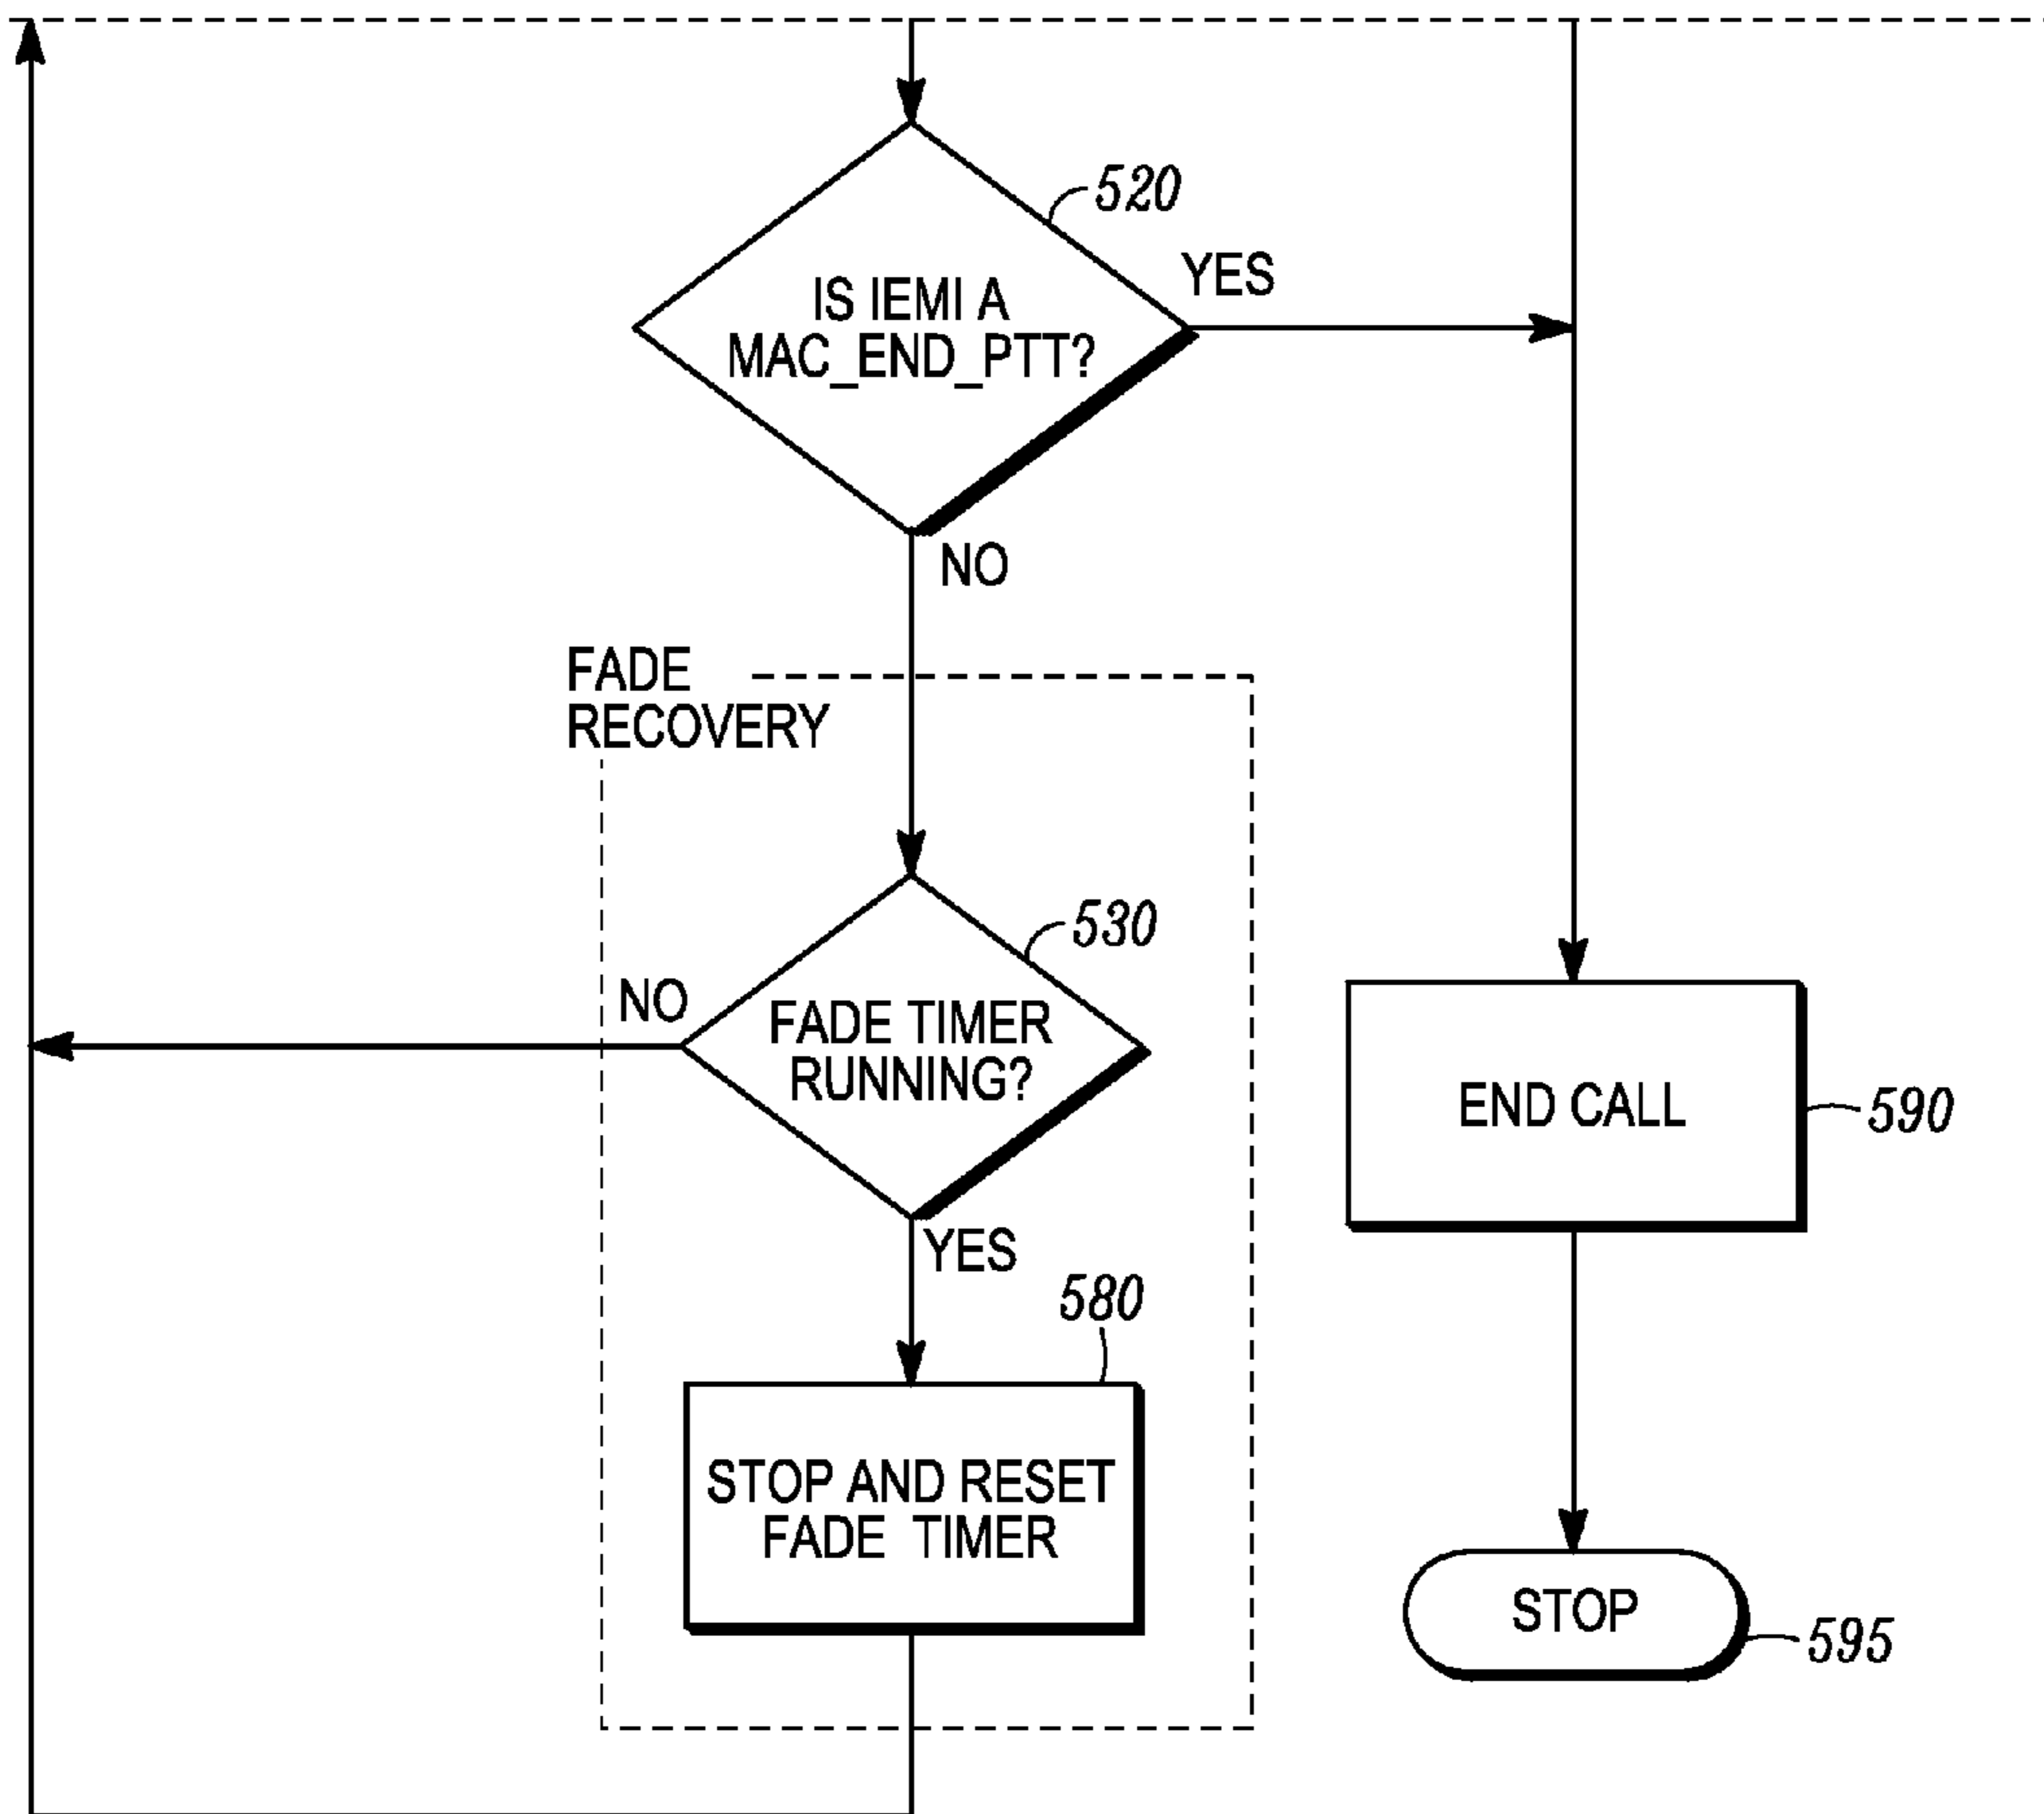 520
YES
IS IEMI A
MAC_END_PTT?
NO
FADE
RECOVERY
530
NO
FADE TIMER
RUNNING?
YES
END CALL
590
580
STOP AND RESET
FADE TIMER
STOP
595